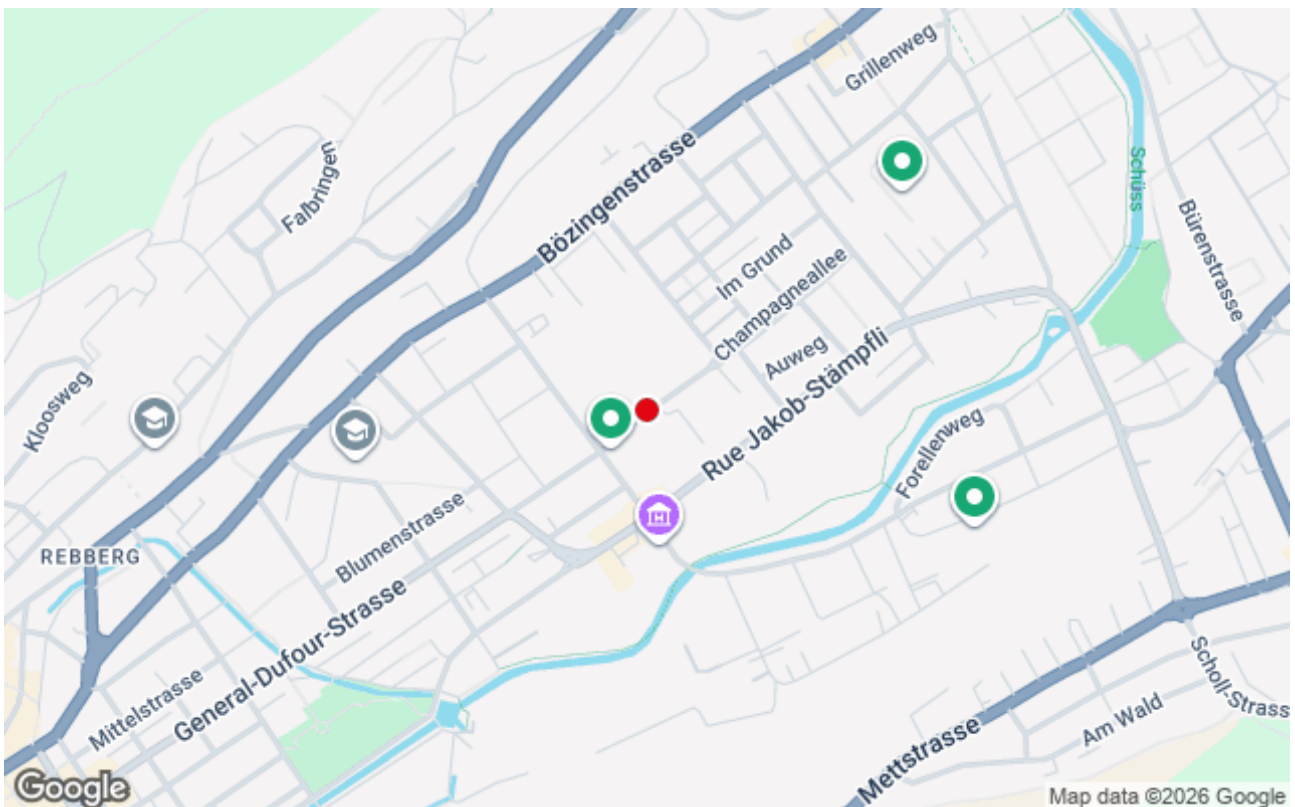 Grillenweg
Schüss
Falbringen
Bözingenstrasse
Bürenstrasse
Im Grund
Champagneallee
Auweg
Kloosweg
Rue Jakob-Stämpfli
Forellenweg
Blumenstrasse
REBBERG
General-Dufour-Strasse
Mittelstrasse
Scholl-Strass
Am Wald
Mettstrasse
Google
Map data ©2026 Google